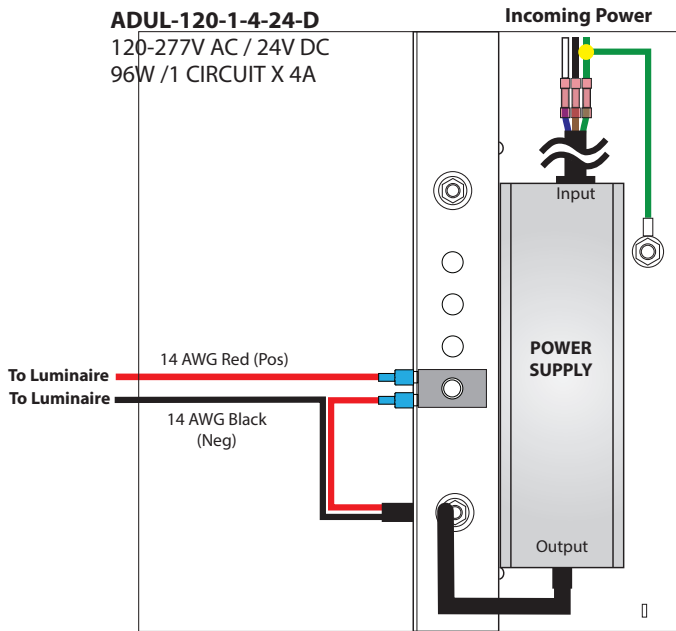 ADUL-120-1-4-24-D
120-277V AC / 24V DC
96W /1 CIRCUIT X 4A
Incoming Power
Input
POWER
SUPPLY
14 AWG Red (Pos)
To Luminaire
To Luminaire
14 AWG Black
(Neg)
Output